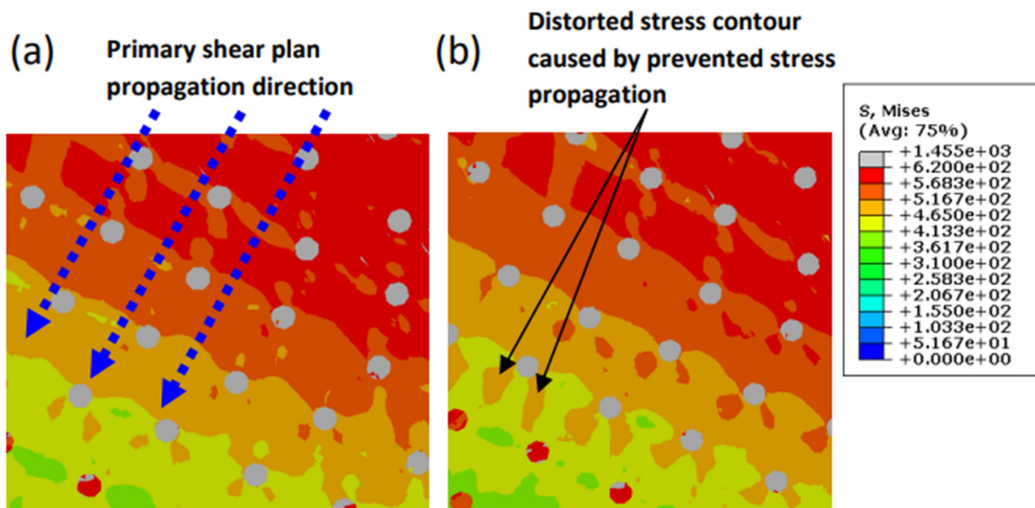 (a)
Primary shear plan
propagation direction
(b)
Distorted stress contour
caused by prevented stress
propagation
S, Mises
(Avg: 75%)
+1.455e+03
+6.200e+02
+5.683e+02
+5.167e+02
+4.650e+02
+4.133e+02
+3.617e+02
+3.100e+02
+2.583e+02
+2.067e+02
+1.550e+02
+1.033e+02
+5.167e+01
+0.000e+00